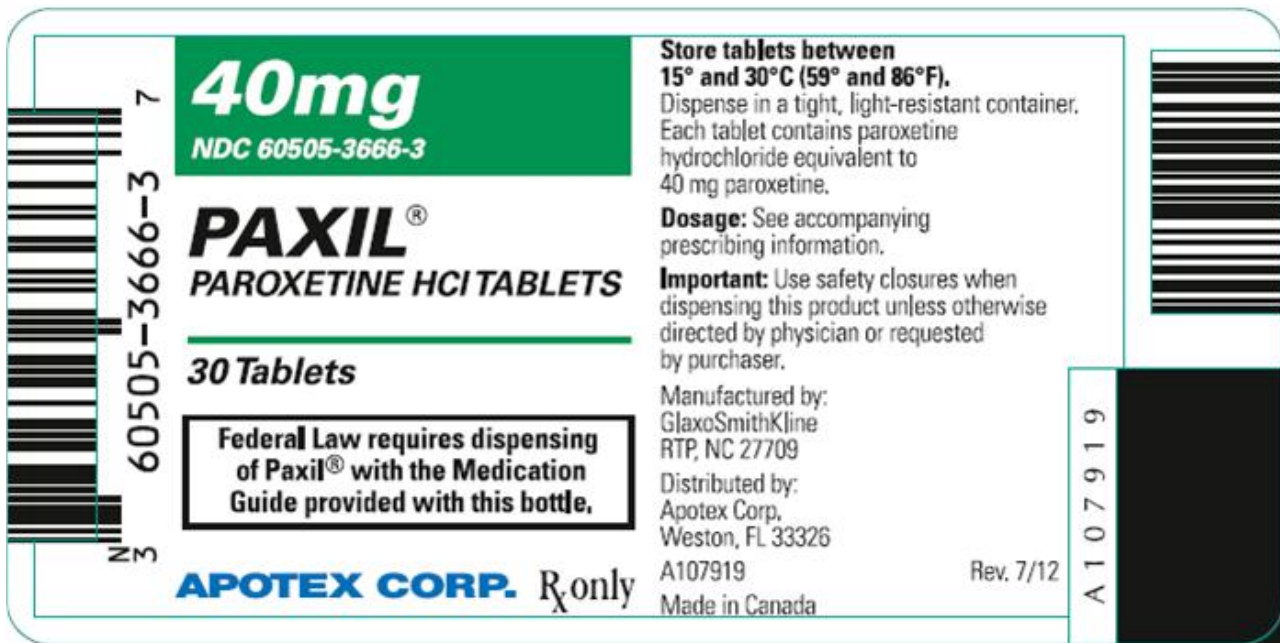 40mg
NDC 60505-3666-3
PAXIL®
PAROXETINE HCl TABLETS
30 Tablets
Federal Law requires dispensing
of Paxil® with the Medication
Guide provided with this bottle.
APOTEX CORP. Rx only
N 3 60505-3666-3 7
Store tablets between
15° and 30°C (59° and 86°F).
Dispense in a tight, light-resistant container.
Each tablet contains paroxetine
hydrochloride equivalent to
40 mg paroxetine.
Dosage: See accompanying
prescribing information.
Important: Use safety closures when
dispensing this product unless otherwise
directed by physician or requested
by purchaser.
Manufactured by:
GlaxoSmithKline
RTP, NC 27709
Distributed by:
Apotex Corp.
Weston, FL 33326
A107919 Rev. 7/12
Made in Canada
A107919